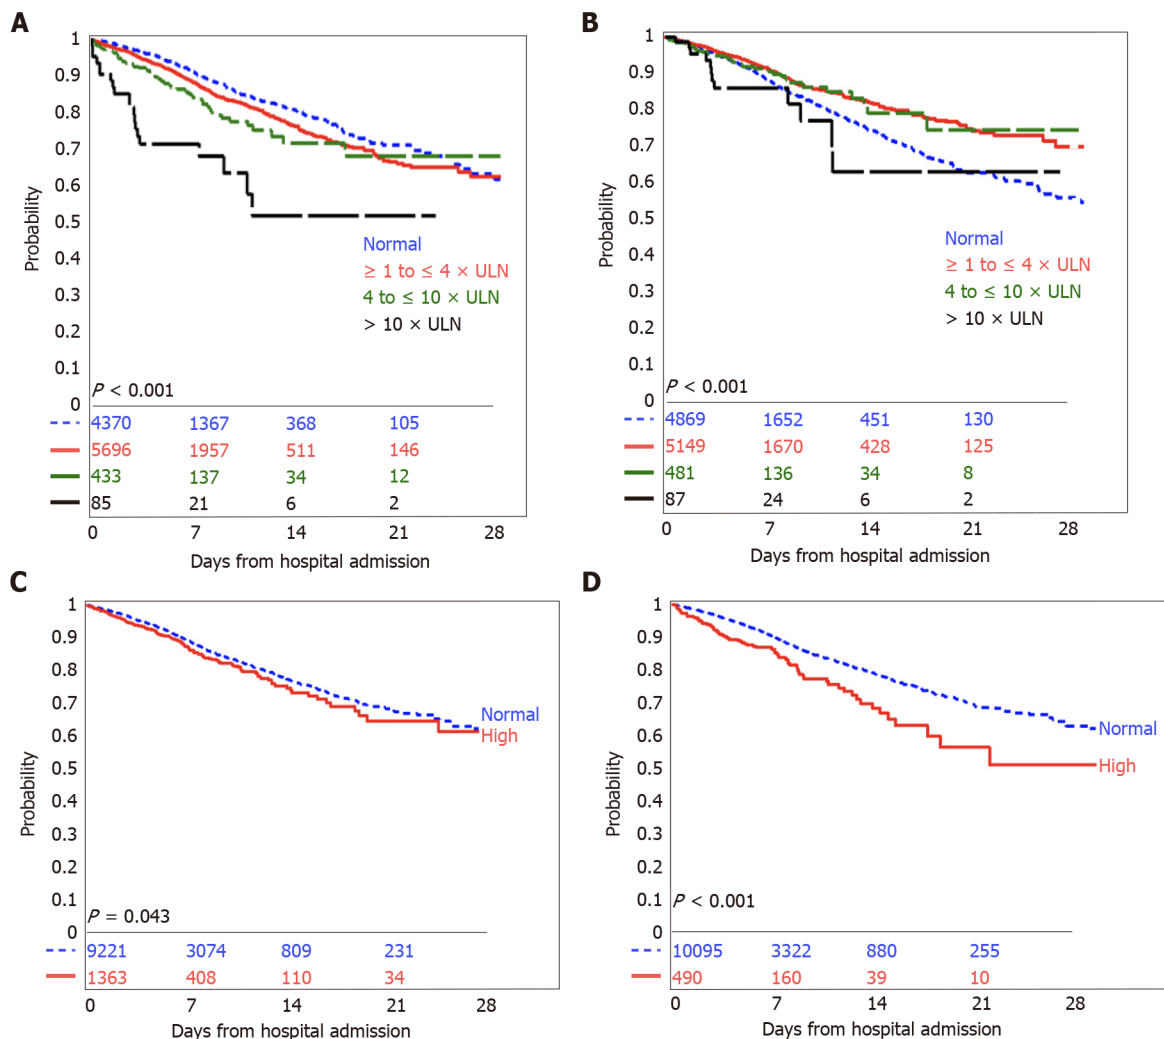 A
1
0.9
0.8
0.7
0.6
0.5
0.4
0.3
0.2
0.1
0
Probability
Normal
≥ 1 to ≤ 4 × ULN
4 to ≤ 10 × ULN
> 10 × ULN
P < 0.001
4370 1367 368 105
5696 1957 511 146
433 137 34 12
85 21 6 2
0 7 14 21 28
Days from hospital admission
B
1
0.9
0.8
0.7
0.6
0.5
0.4
0.3
0.2
0.1
0
Probability
Normal
≥ 1 to ≤ 4 × ULN
4 to ≤ 10 × ULN
> 10 × ULN
P < 0.001
4869 1652 451 130
5149 1670 428 125
481 136 34 8
87 24 6 2
0 7 14 21 28
Days from hospital admission
C
1
0.9
0.8
0.7
0.6
0.5
0.4
0.3
0.2
0.1
0
Probability
Normal
High
P = 0.043
9221 3074 809 231
1363 408 110 34
0 7 14 21 28
Days from hospital admission
D
1
0.9
0.8
0.7
0.6
0.5
0.4
0.3
0.2
0.1
0
Probability
Normal
High
P < 0.001
10095 3322 880 255
490 160 39 10
0 7 14 21 28
Days from hospital admission